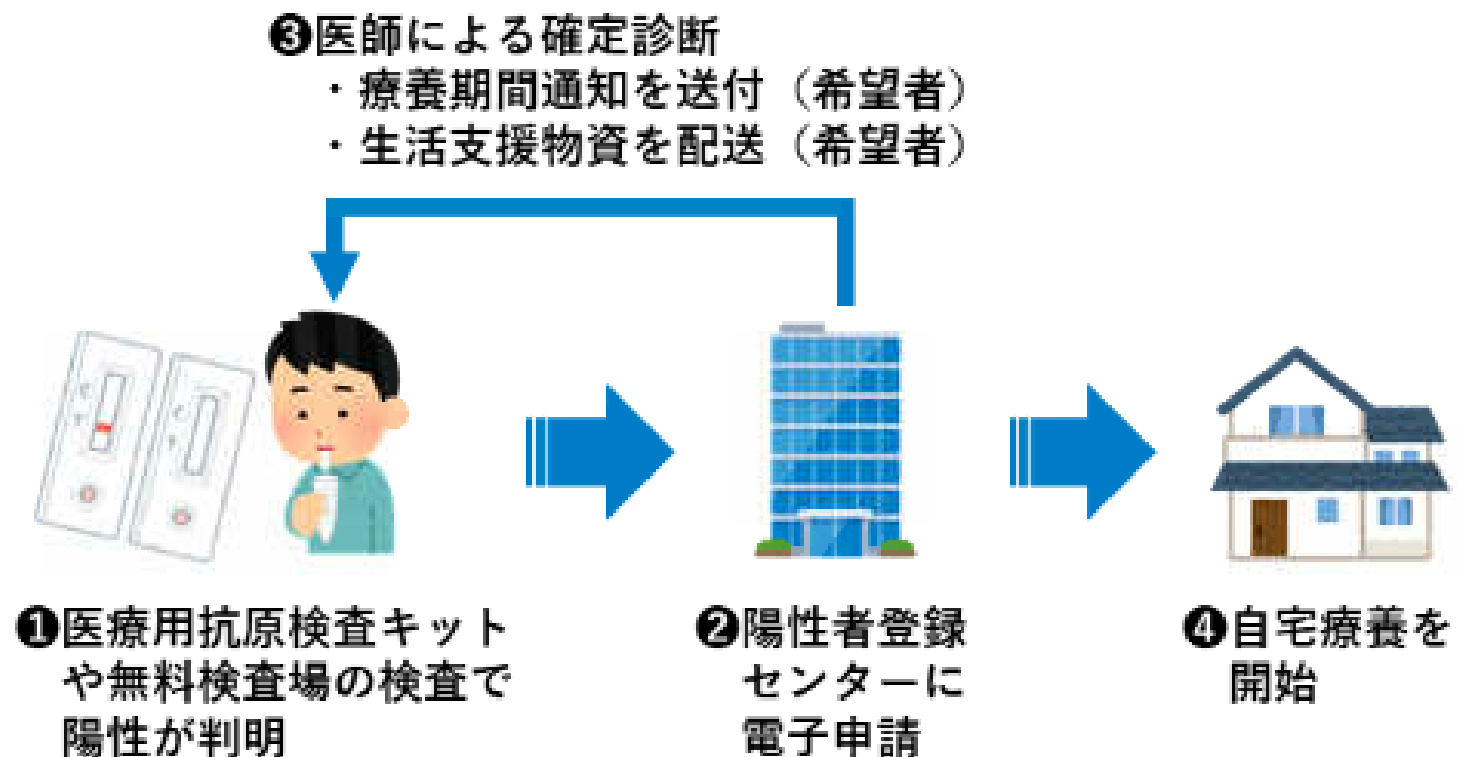 ❸医師による確定診断
・療養期間通知を送付（希望者）
・生活支援物資を配送（希望者）
❶医療用抗原検査キット
や無料検査場の検査で
陽性が判明
❷陽性者登録
センターに
電子申請
❹自宅療養を
開始
C
T
C
T